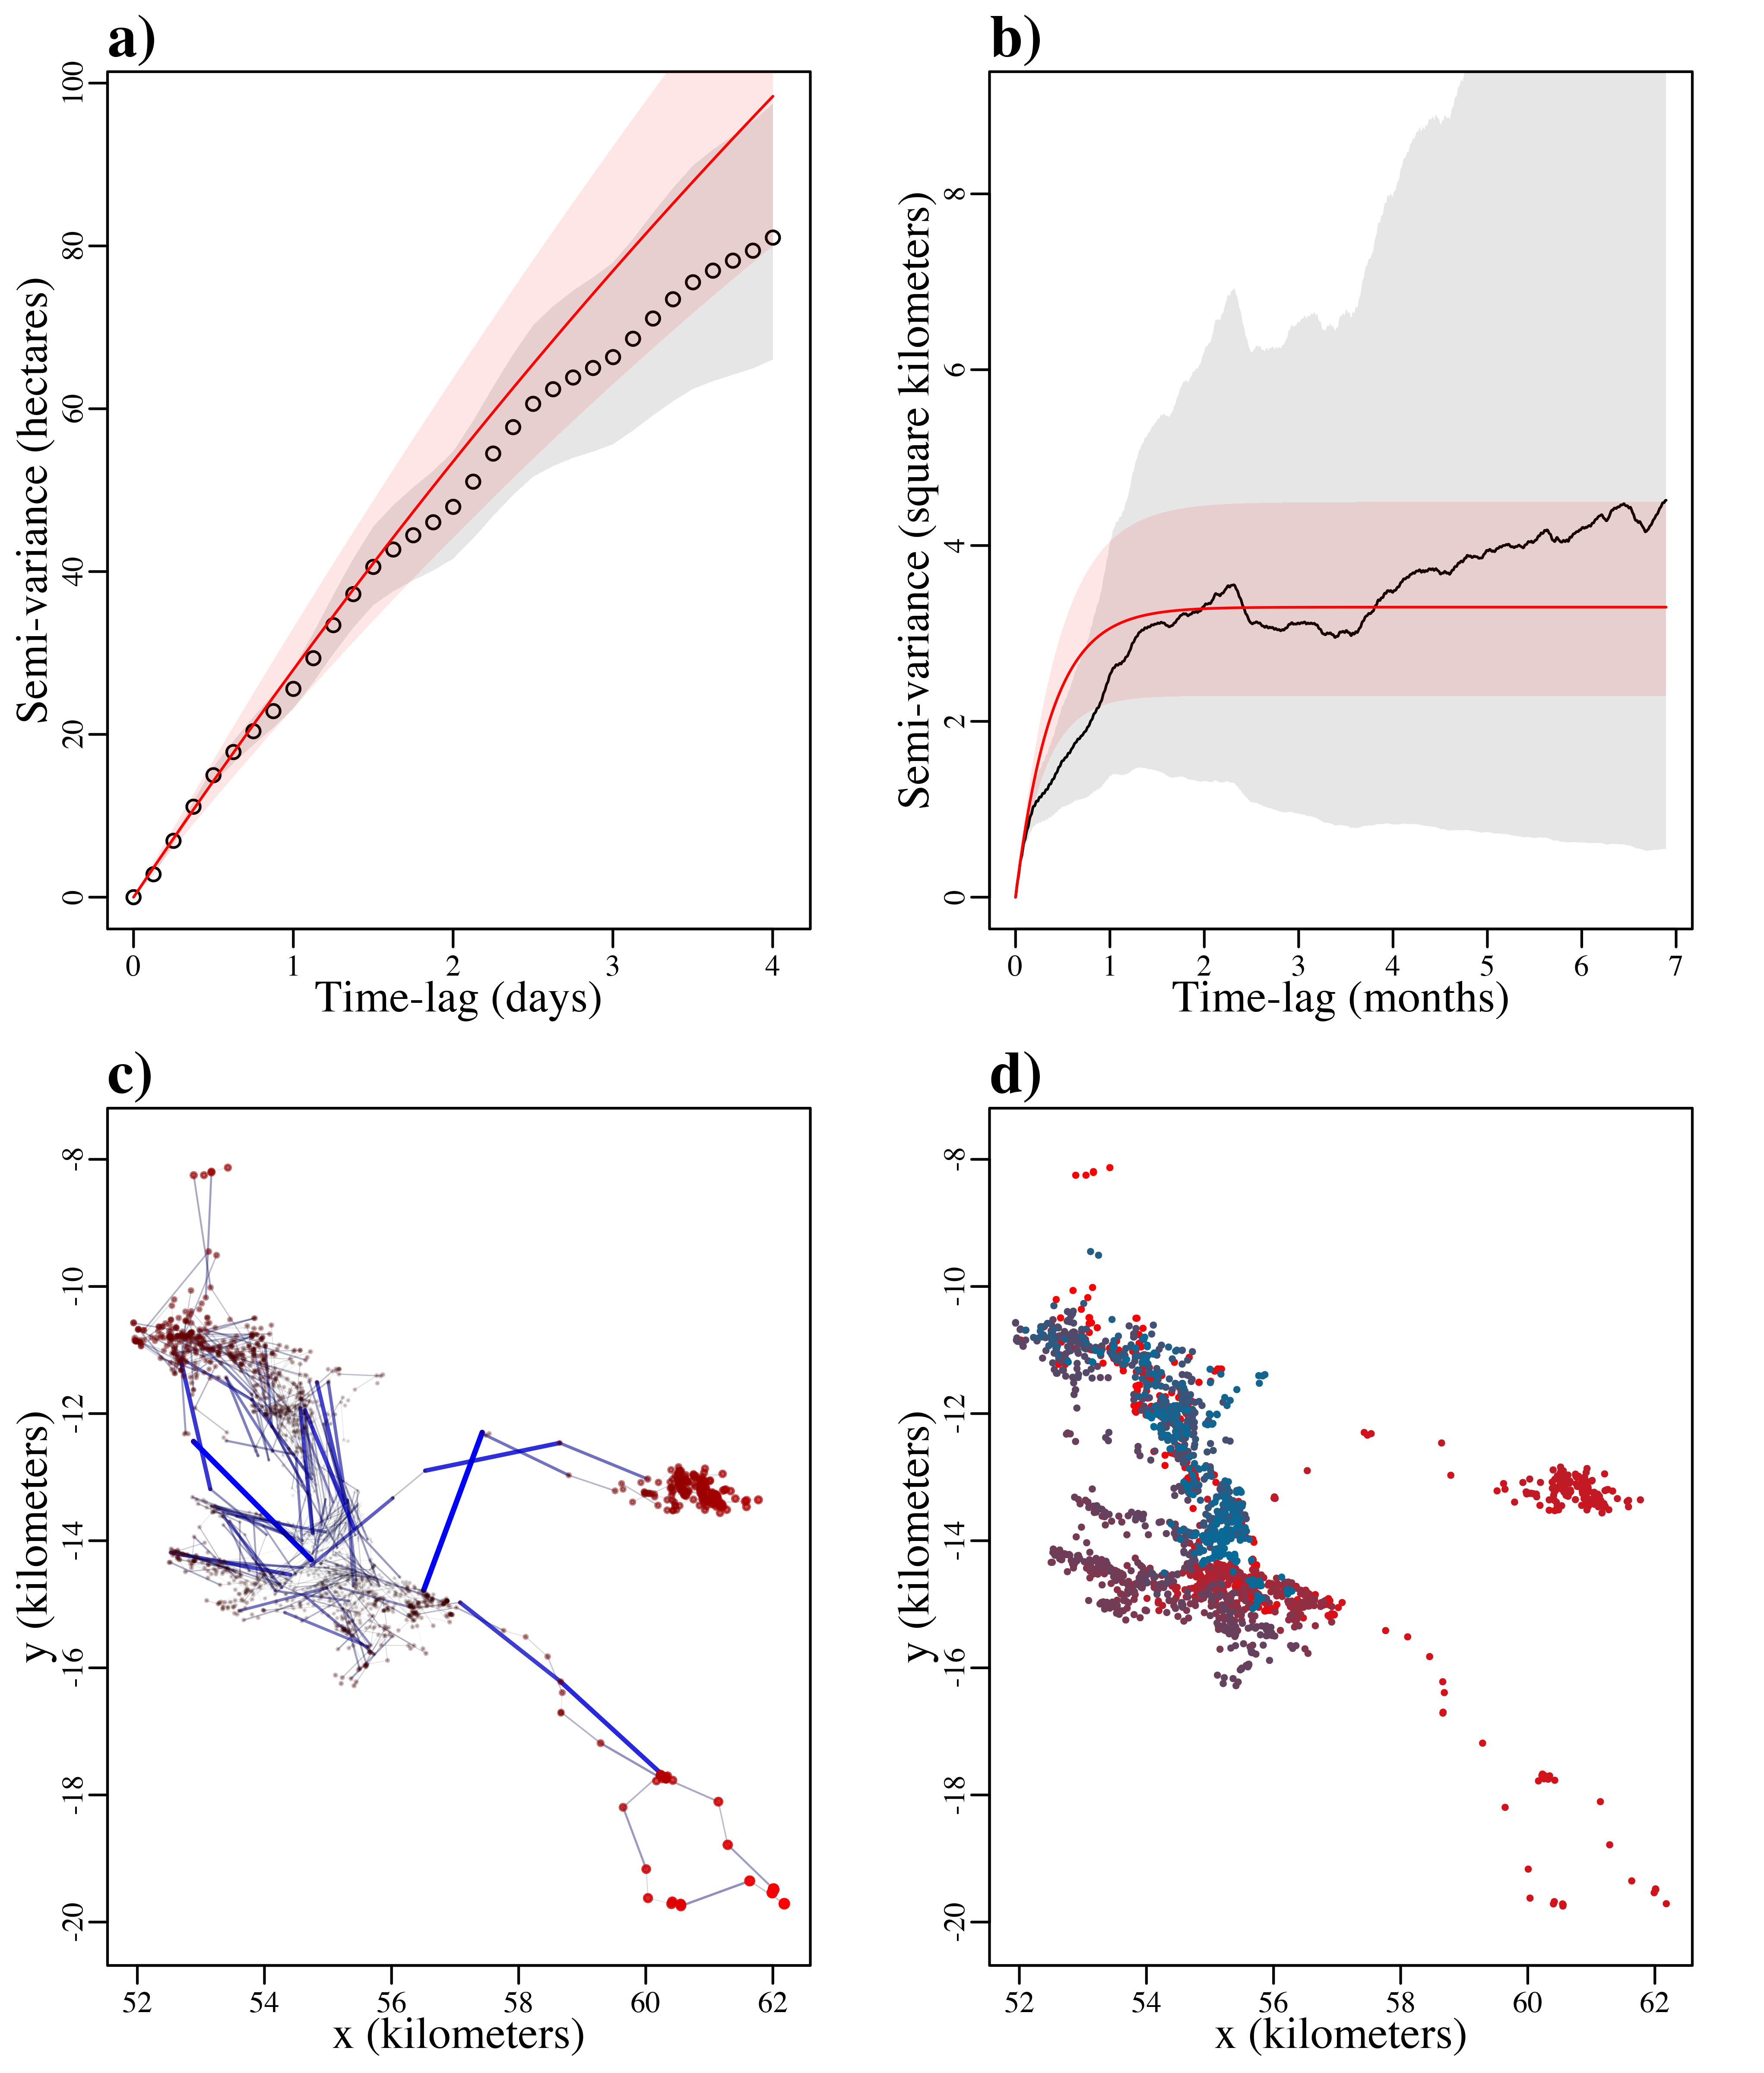 a)
Semi-variance (hectares)
0 20 40 60 80 100
0 1 2 3 4
Time-lag (days)
b)
Semi-variance (square kilometers)
0 2 4 6 8
0 1 2 3 4 5 6 7
Time-lag (months)
c)
y (kilometers)
-20 -18 -16 -14 -12 -10 -8
52 54 56 58 60 62
x (kilometers)
d)
y (kilometers)
-20 -18 -16 -14 -12 -10 -8
52 54 56 58 60 62
x (kilometers)